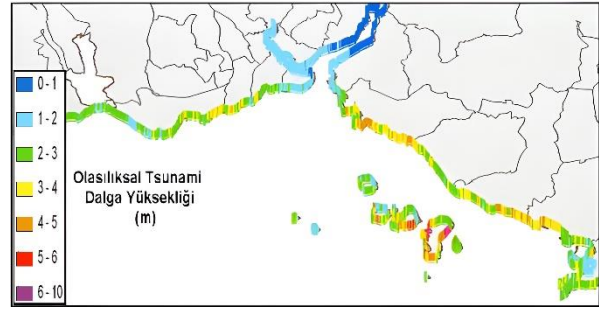 0 - 1
1 - 2
2 - 3
3 - 4
4 - 5
5 - 6
6 - 10
Olasılıksal Tsunami
Dalga Yüksekliği
(m)